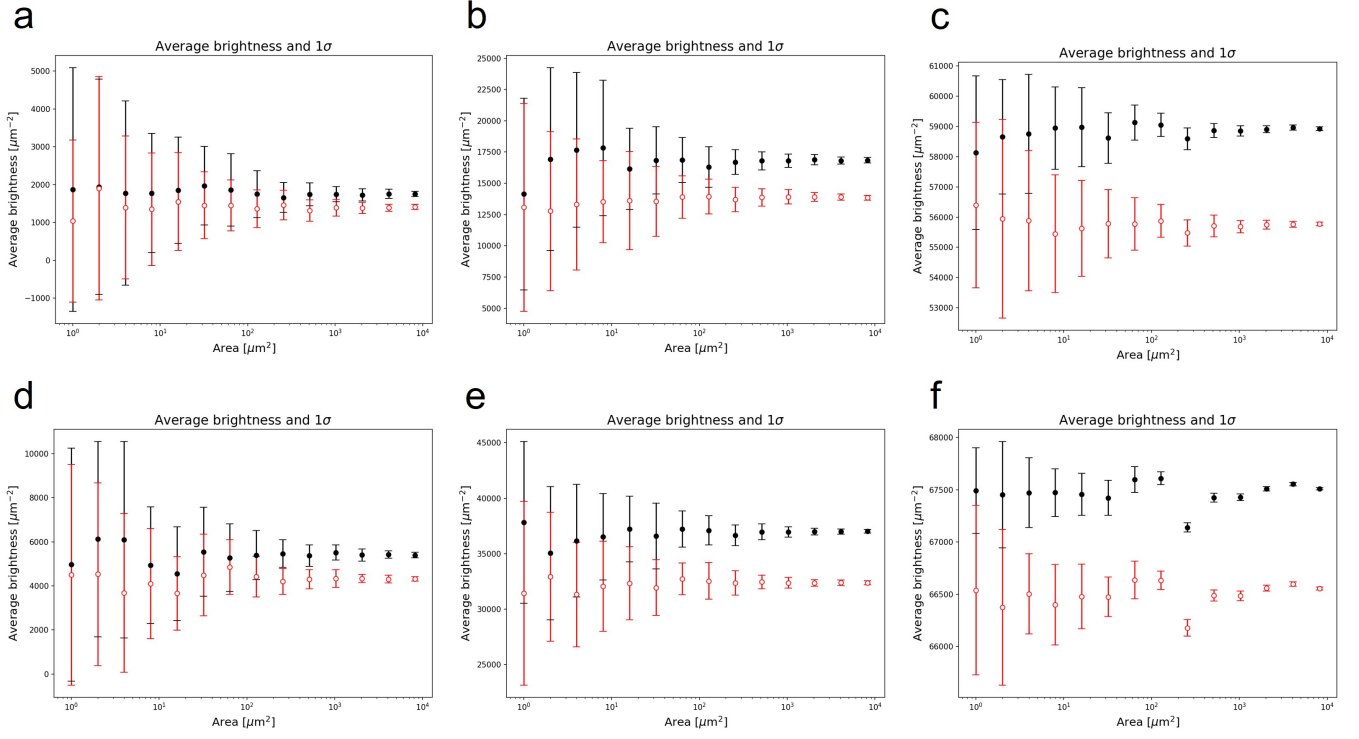 a
Average brightness and 1σ
5000
4000
3000
2000
1000
0
−1000
Average brightness [μm⁻²]
10⁰ 10¹ 10² 10³ 10⁴
Area [μm²]
b
Average brightness and 1σ
25000
22500
20000
17500
15000
12500
10000
7500
5000
Average brightness [μm⁻²]
10⁰ 10¹ 10² 10³ 10⁴
Area [μm²]
c
Average brightness and 1σ
61000
60000
59000
58000
57000
56000
55000
54000
53000
Average brightness [μm⁻²]
10⁰ 10¹ 10² 10³ 10⁴
Area [μm²]
d
Average brightness and 1σ
10000
8000
6000
4000
2000
0
Average brightness [μm⁻²]
10⁰ 10¹ 10² 10³ 10⁴
Area [μm²]
e
Average brightness and 1σ
45000
40000
35000
30000
25000
Average brightness [μm⁻²]
10⁰ 10¹ 10² 10³ 10⁴
Area [μm²]
f
Average brightness and 1σ
68000
67500
67000
66500
66000
Average brightness [μm⁻²]
10⁰ 10¹ 10² 10³ 10⁴
Area [μm²]